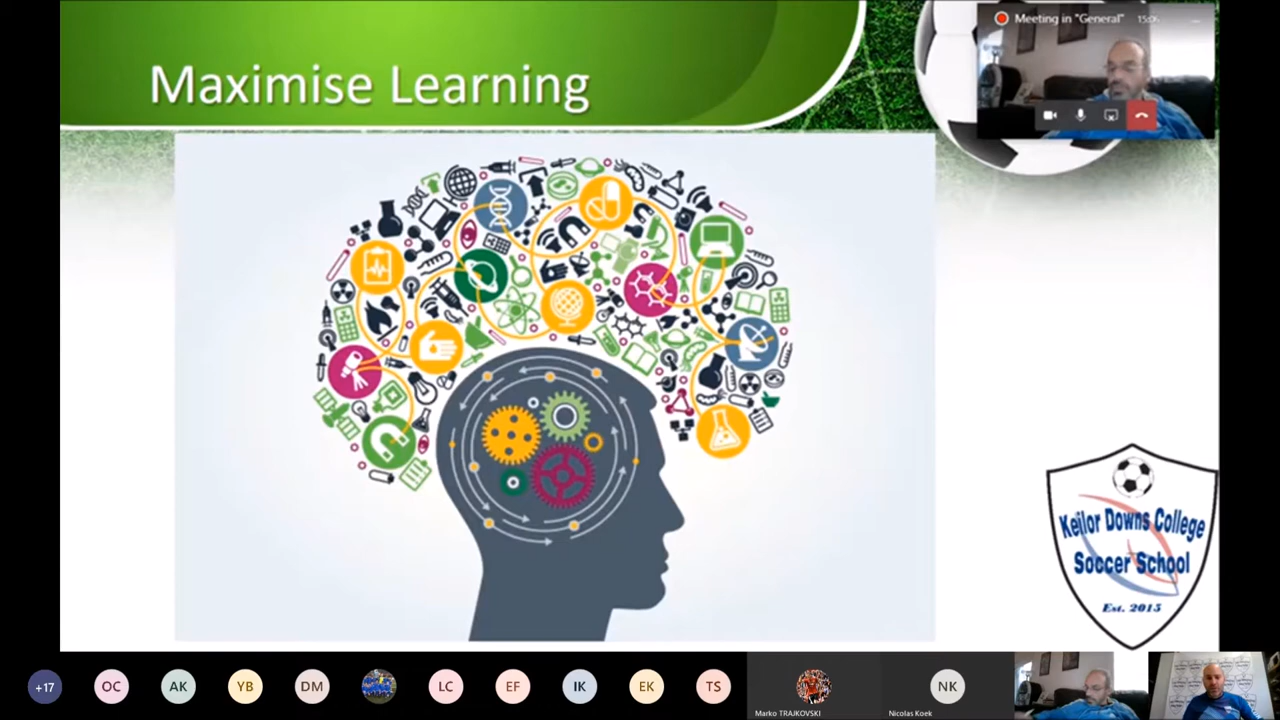 Maximise Learning
Meeting in "General"
Keilor Downs College
Soccer School
Est. 2015
+17
OC
AK
YB
DM
LC
EF
IK
EK
TS
Marko TRAJKOVSKI
NK
Nicolas Koek